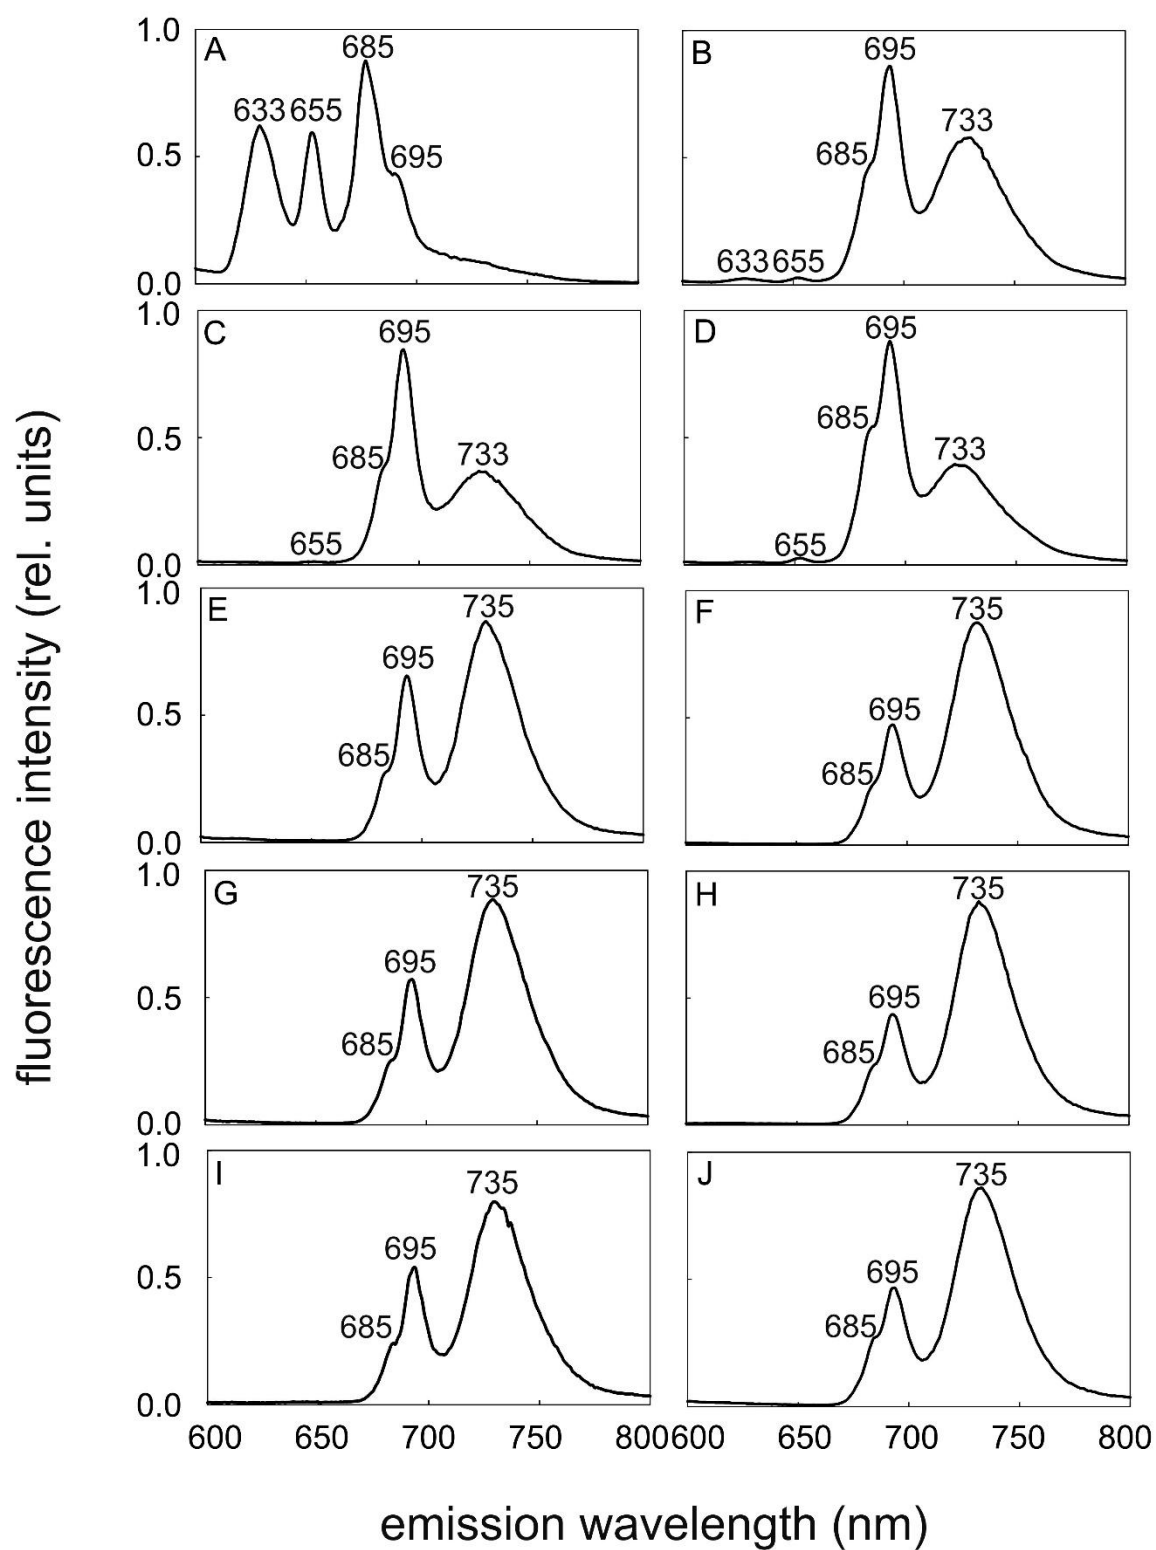 fluorescence intensity (rel. units)
1.0 A 685 B 695
633 655 733
0.5 695 685
0.0 633 655
1.0 C 695 D 695
685 733 685 733
0.5
0.0 655 655
1.0 E 735 F 735
695 695
0.5 685 685
0.0
1.0 G 735 H 735
695 695
0.5 685 685
0.0
1.0 I 735 J 735
695 695
0.5 685 685
0.0
600 650 700 750 800 600 650 700 750 800
emission wavelength (nm)